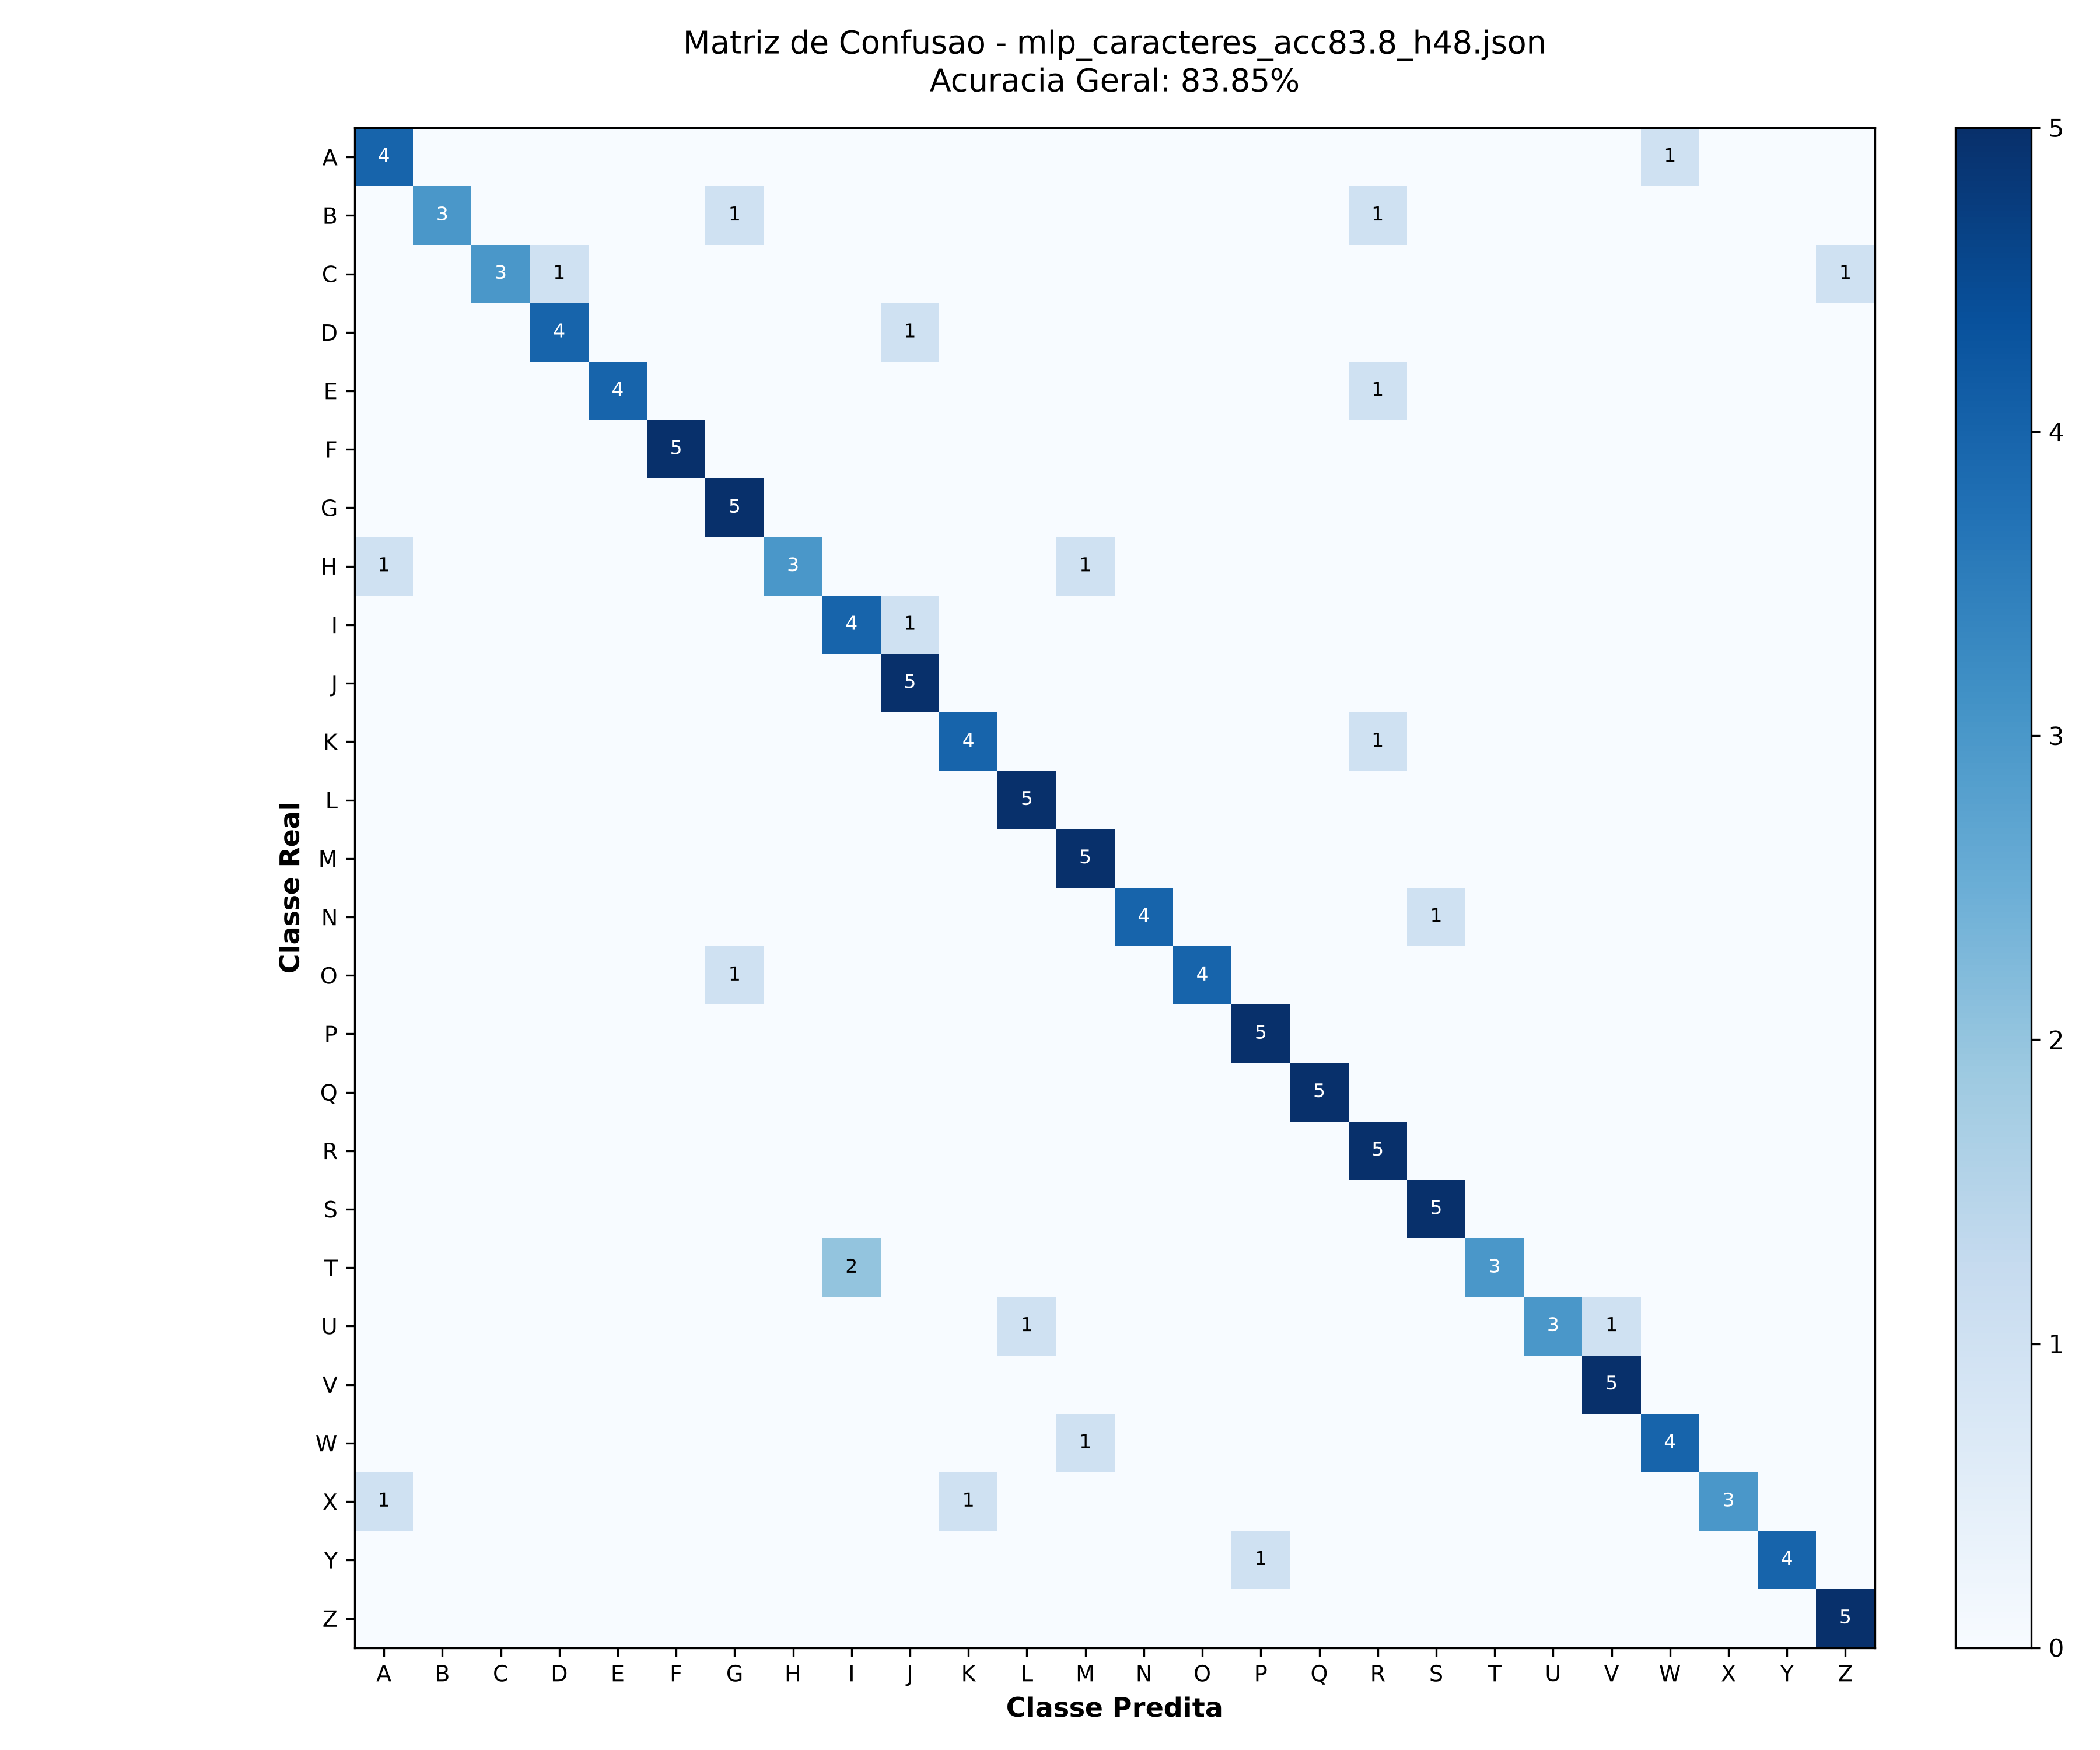 Matriz de Confusao - mlp_caracteres_acc83.8_h48.json
Acuracia Geral: 83.85%
A 4 1
B 3 1 1
C 3 1 1
D 4 1
E 4 1
F 5
G 5
H 1 3 1
I 4 1
J 5
K 4 1
L 5
M 5
N 4 1
O 1 4
P 5
Q 5
R 5
S 5
T 2 3
U 1 3 1
V 5
W 1 4
X 1 1 3
Y 1 4
Z 5
A B C D E F G H I J K L M N O P Q R S T U V W X Y Z
Classe Predita
Classe Real
5
4
3
2
1
0